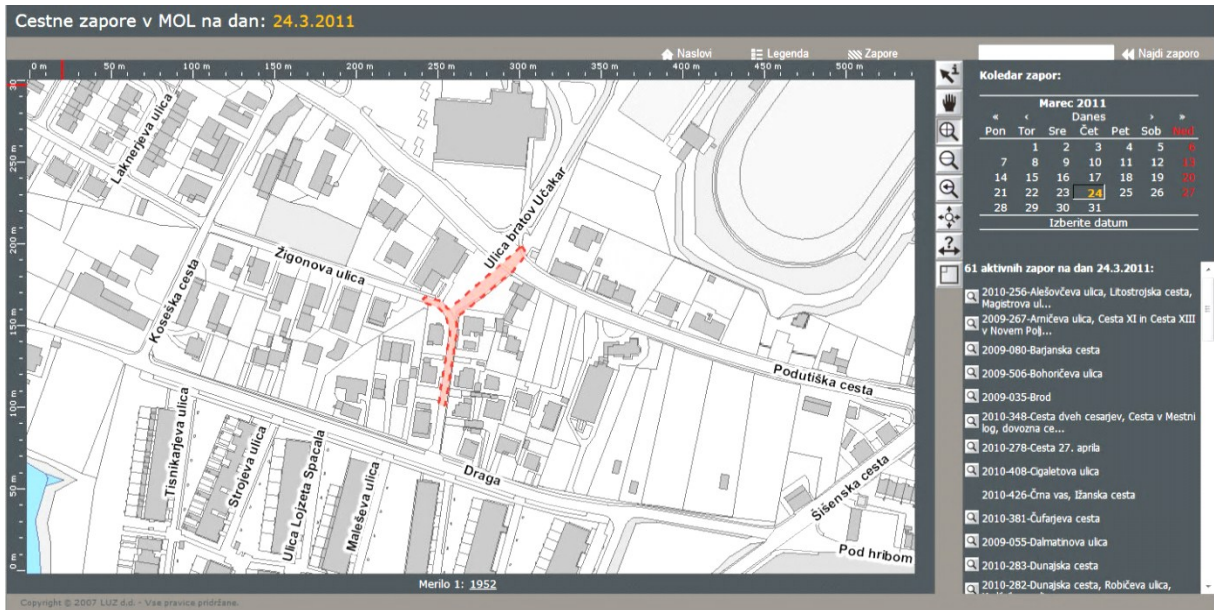 Cestne zapore v MOL na dan: 24.3.2011
Naslovi Legenda Zapore Najdi zaporo
0 m 50 m 100 m 150 m 200 m 250 m 300 m 350 m 400 m 450 m 500 m
250 m
200 m
150 m
100 m
50 m
0 m
Laknerjeva ulica
Ulica bratov Učakar
Žigonova ulica
Koseška cesta
Podutiška cesta
Tisnikarjeva ulica
Strojeva ulica
Ulica Lojzeta Spacala
Maleševa ulica
Draga
Šišenska cesta
Pod hribom
Merilo 1: 1952
Koledar zapor:
Marec 2011
« ‹ Danes › »
Pon Tor Sre Čet Pet Sob Ned
1 2 3 4 5 6
7 8 9 10 11 12 13
14 15 16 17 18 19 20
21 22 23 24 25 26 27
28 29 30 31
Izberite datum
61 aktivnih zapor na dan 24.3.2011:
2010-256-Alešovčeva ulica, Litostrojska cesta,
Magistrova ul...
2009-267-Arničeva ulica, Cesta XI in Cesta XIII
v Novem Polj...
2009-080-Barjanska cesta
2009-506-Bohoričeva ulica
2009-035-Brod
2010-348-Cesta dveh cesarjev, Cesta v Mestni
log, dovozna ce...
2010-278-Cesta 27. aprila
2010-408-Cigaletova ulica
2010-426-Črna vas, Ižanska cesta
2010-381-Čufarjeva cesta
2009-055-Dalmatinova ulica
2010-283-Dunajska cesta
2010-282-Dunajska cesta, Robičeva ulica,
Copyright © 2007 LUZ d.d. - Vse pravice pridržane.